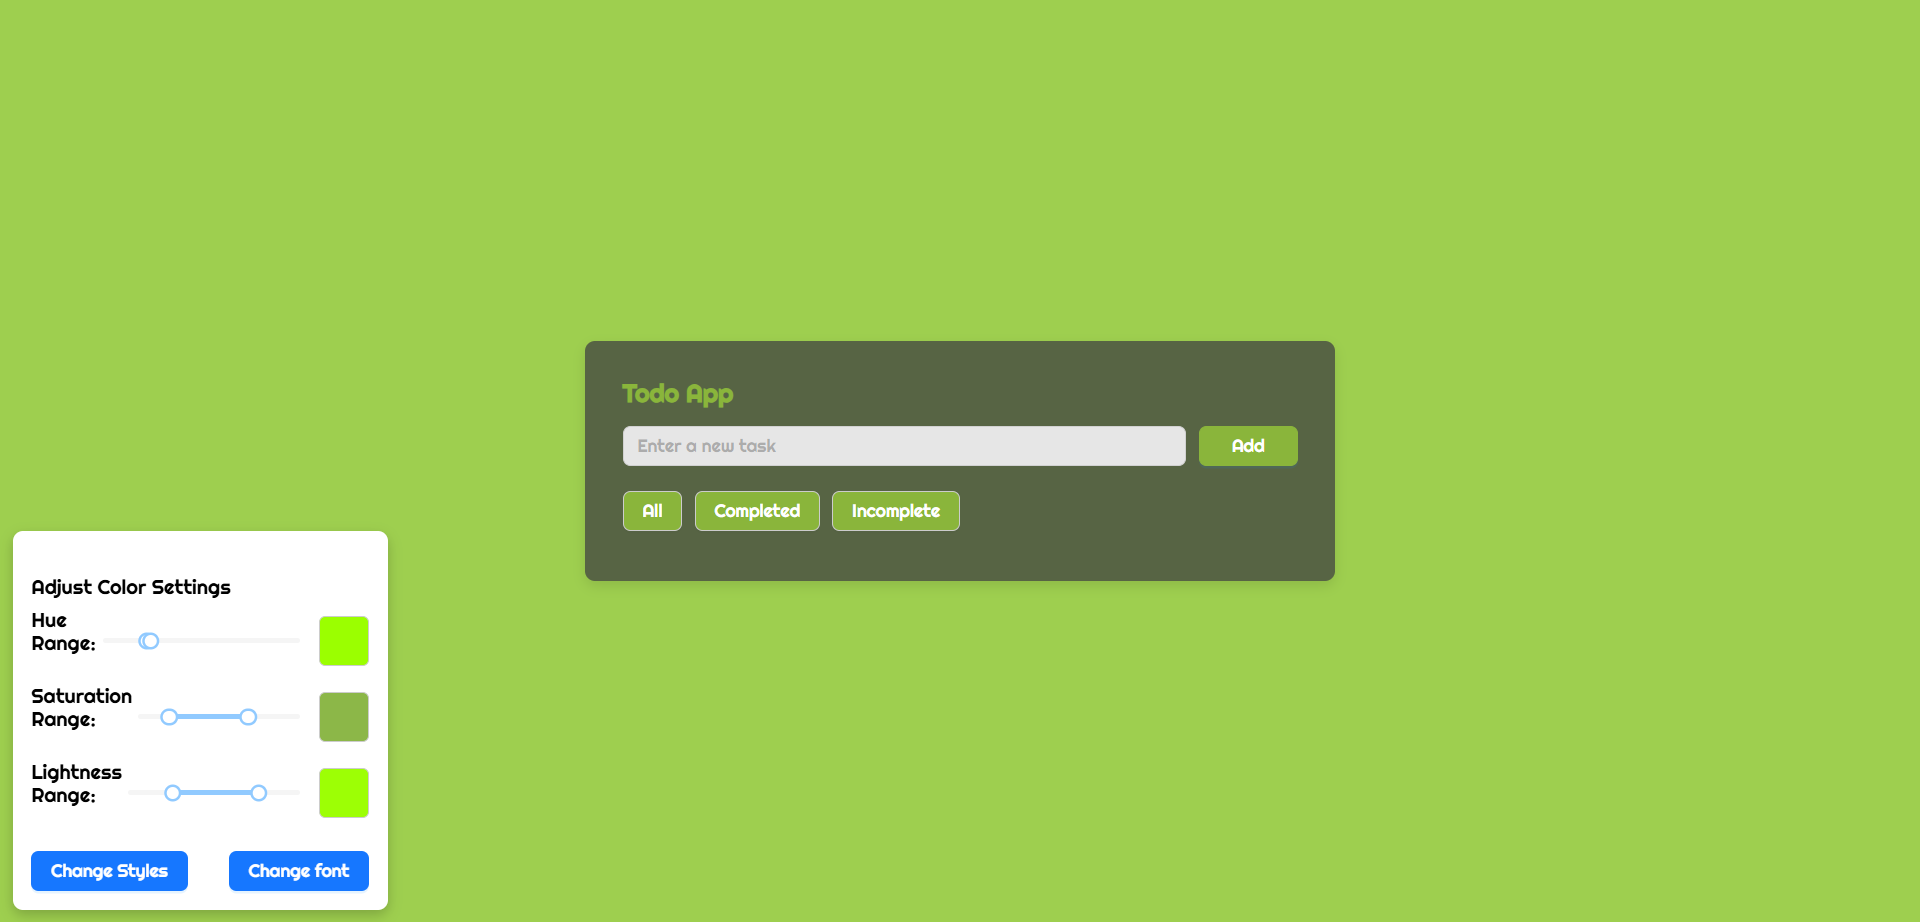 Todo App
Enter a new task
Add
All
Completed
Incomplete
Adjust Color Settings
Hue
Range:
Saturation
Range:
Lightness
Range:
Change Styles
Change font